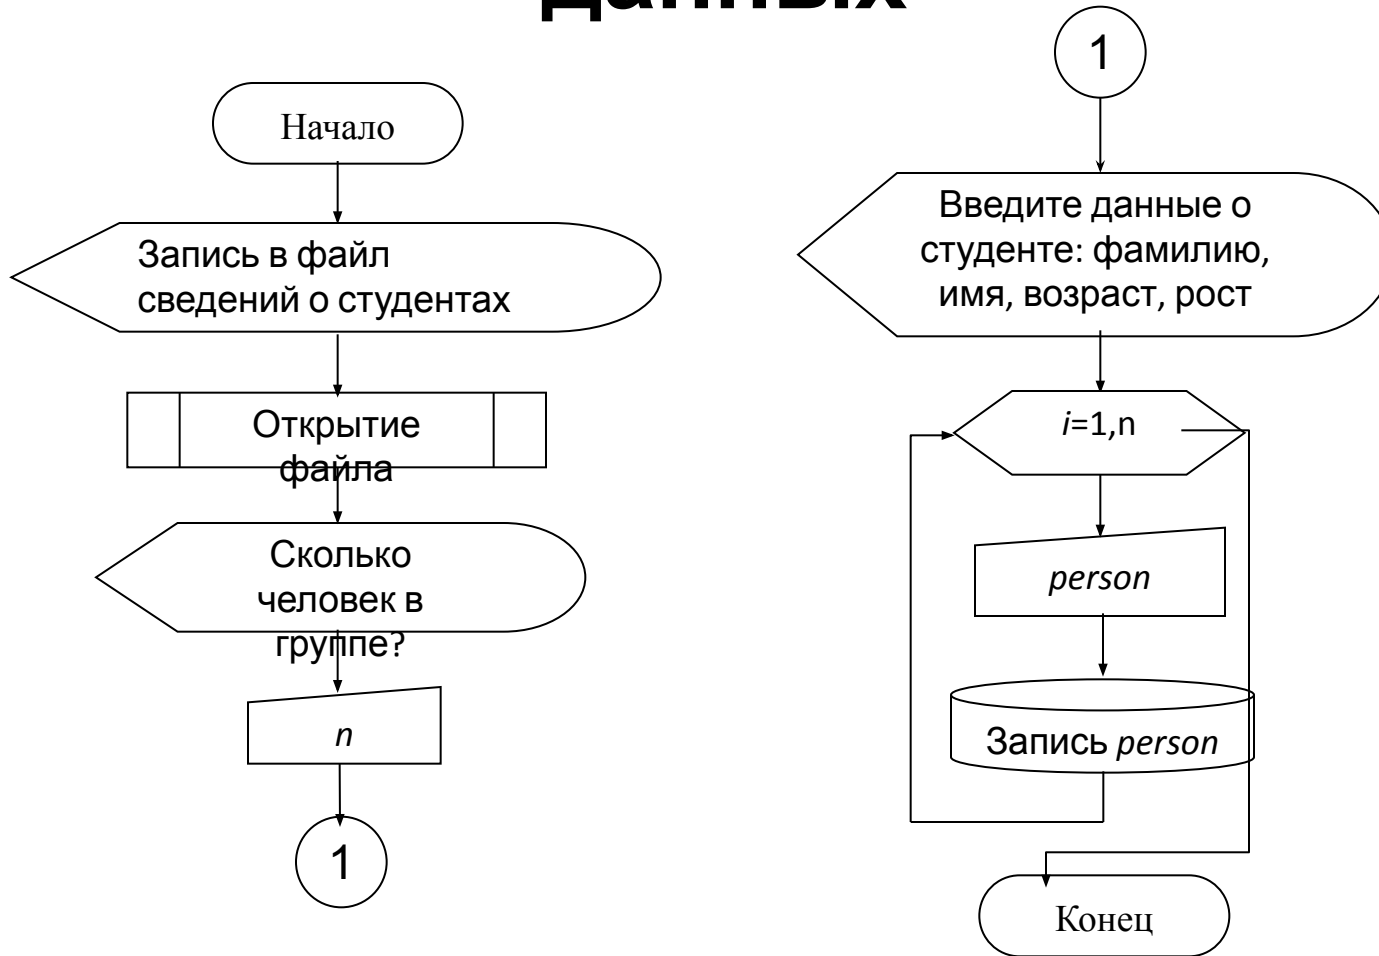 данных
Начало
Запись в файл
сведений о студентах
Открытие
файла
Сколько
человек в
группе?
n
1
1
Введите данные о
студенте: фамилию,
имя, возраст, рост
i=1,n
person
Запись person
Конец